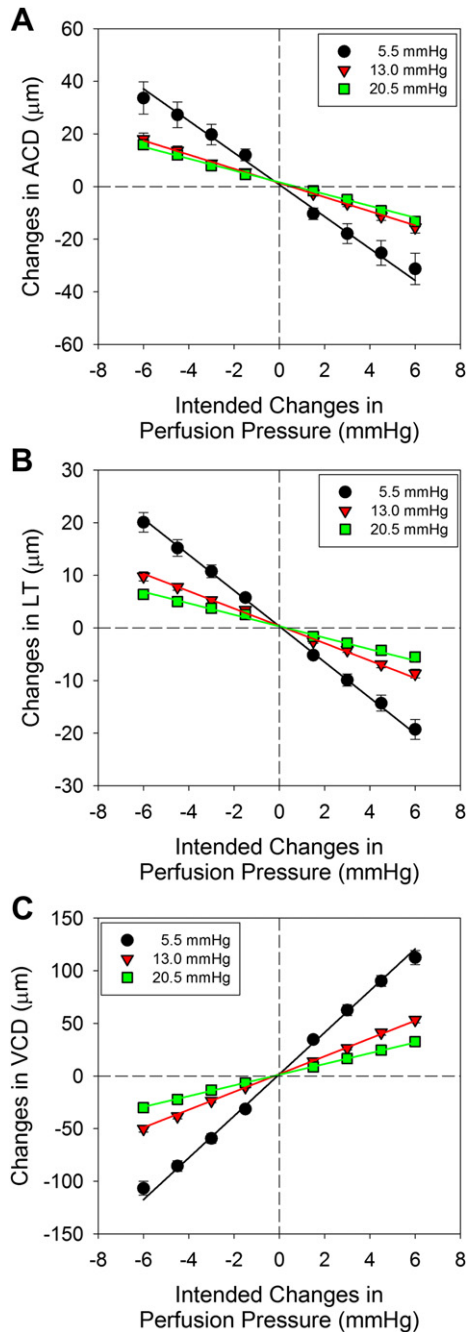 A
60
40
20
0
-20
-40
-60
Changes in ACD (μm)
5.5 mmHg
13.0 mmHg
20.5 mmHg
-8 -6 -4 -2 0 2 4 6 8
Intended Changes in
Perfusion Pressure (mmHg)
B
30
20
10
0
-10
-20
-30
Changes in LT (μm)
5.5 mmHg
13.0 mmHg
20.5 mmHg
-8 -6 -4 -2 0 2 4 6 8
Intended Changes in
Perfusion Pressure (mmHg)
C
150
100
50
0
-50
-100
-150
Changes in VCD (μm)
5.5 mmHg
13.0 mmHg
20.5 mmHg
-8 -6 -4 -2 0 2 4 6 8
Intended Changes in
Perfusion Pressure (mmHg)